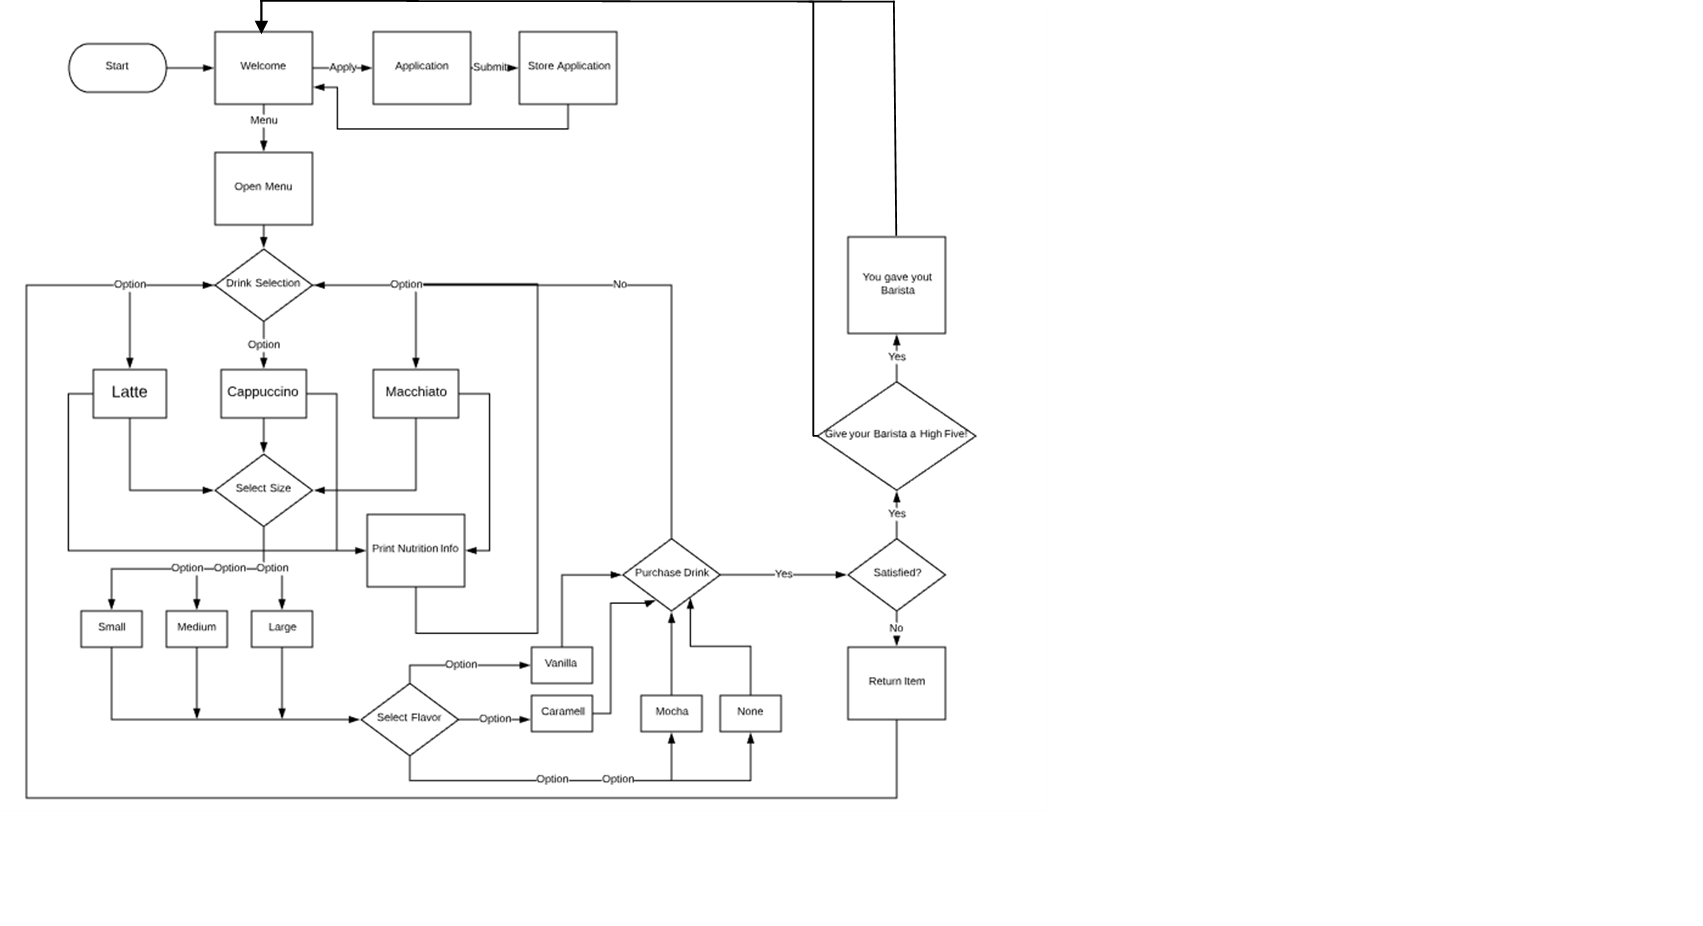 Start
Welcome
Apply
Application
Submit
Store Application
Menu
Open Menu
Option
Drink Selection
Option
No
You gave yout
Barista
Option
Yes
Latte
Cappuccino
Macchiato
Give your Barista a High Five!
Select Size
Yes
Print Nutrition Info
Option
Option
Option
Purchase Drink
Yes
Satisfied?
Small
Medium
Large
No
Option
Vanilla
Return Item
Select Flavor
Option
Caramell
Mocha
None
Option
Option